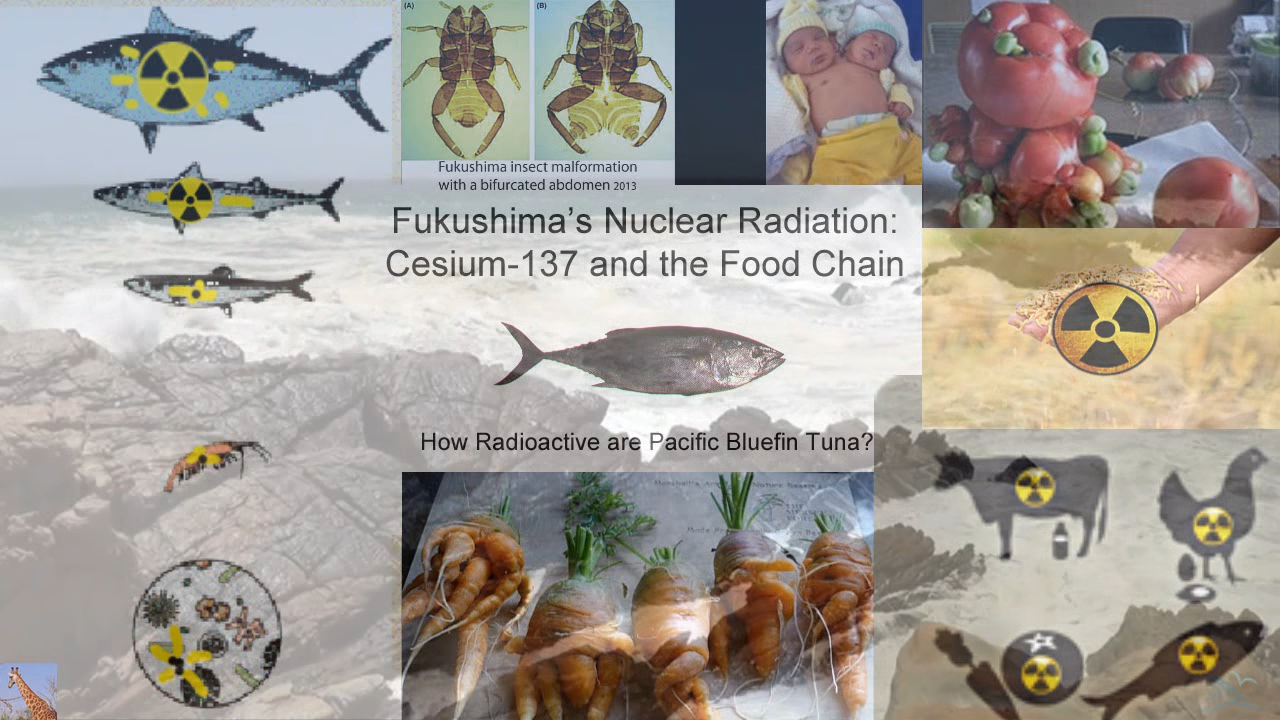 (A)
(B)
Fukushima insect malformation
with a bifurcated abdomen 2013
Fukushima's Nuclear Radiation:
Cesium-137 and the Food Chain
How Radioactive are Pacific Bluefin Tuna?